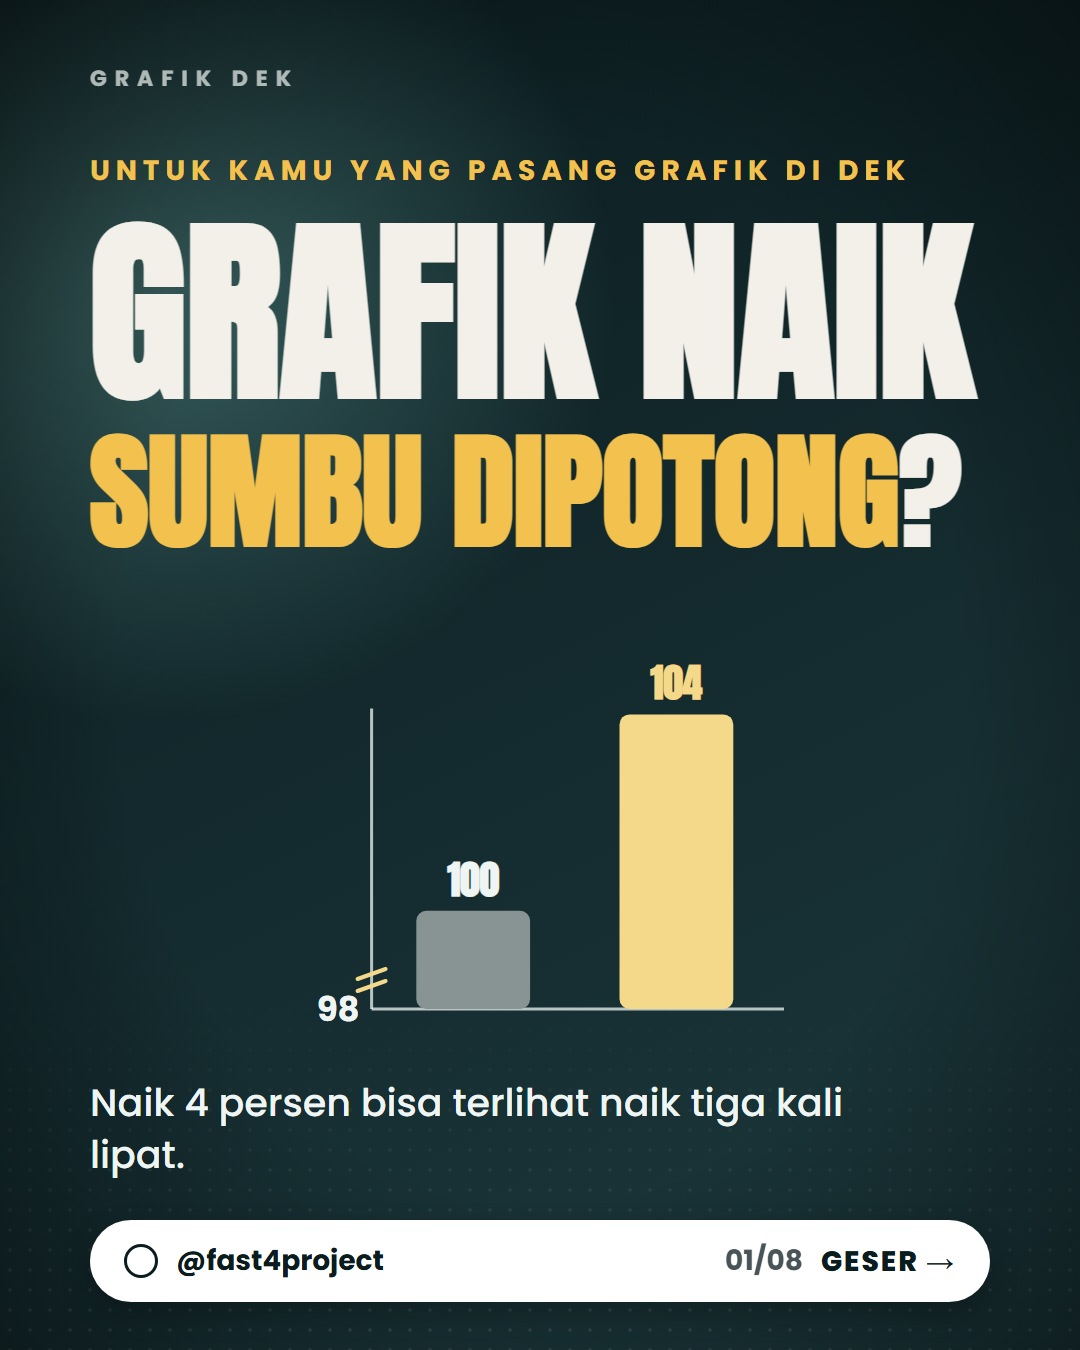 GRAFIK DEK
UNTUK KAMU YANG PASANG GRAFIK DI DEK
GRAFIK NAIK
SUMBU DIPOTONG?
104
100
98
Naik 4 persen bisa terlihat naik tiga kali
lipat.
@fast4project 01/08 GESER →